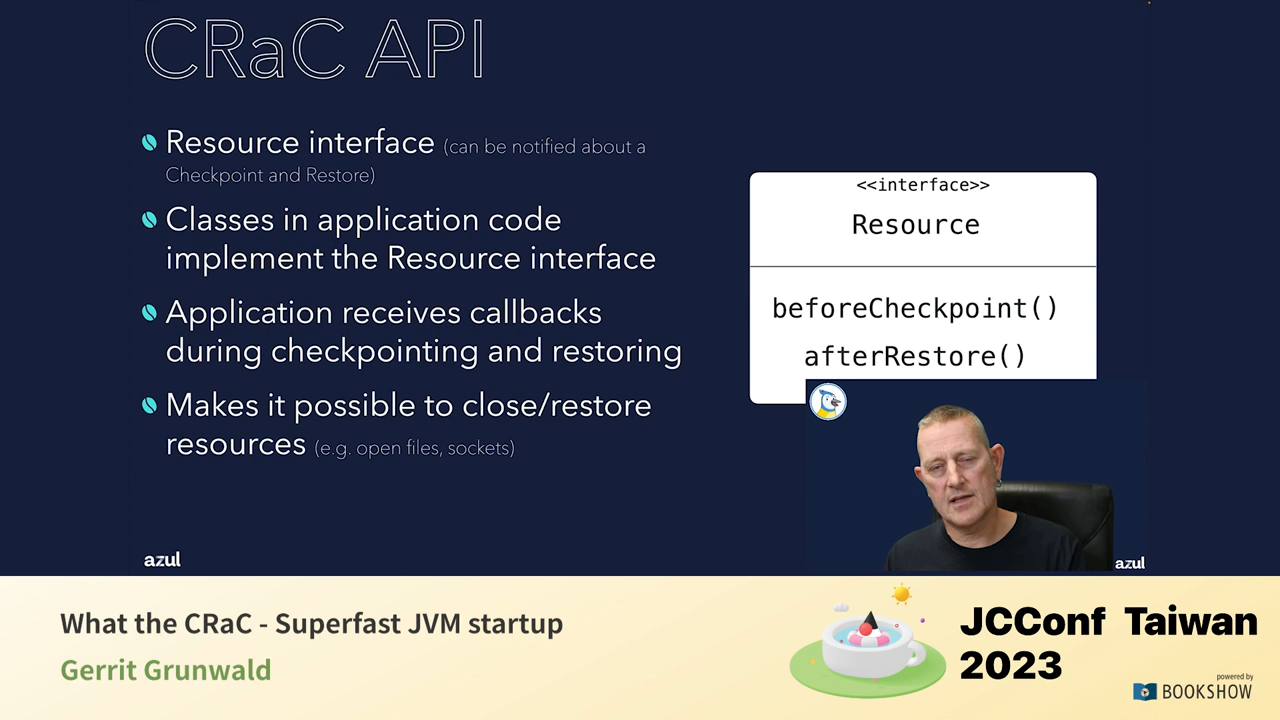 CRaC API
Resource interface (can be notified about a
Checkpoint and Restore)
Classes in application code
implement the Resource interface
Application receives callbacks
during checkpointing and restoring
Makes it possible to close/restore
resources (e.g. open files, sockets)
<<interface>>
Resource
beforeCheckpoint()
afterRestore()
azul
azul
What the CRaC - Superfast JVM startup
Gerrit Grunwald
JCConf Taiwan
2023
powered by
BOOKSHOW